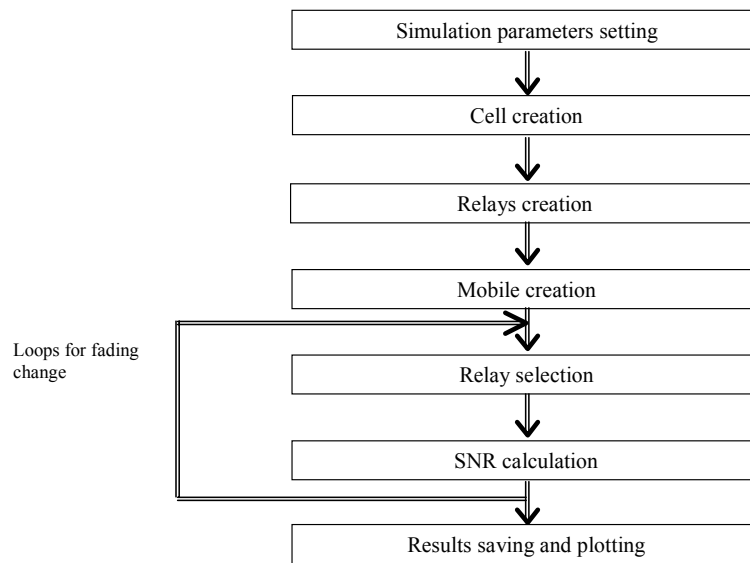 Simulation parameters setting
Cell creation
Relays creation
Mobile creation
Loops for fading
change
Relay selection
SNR calculation
Results saving and plotting